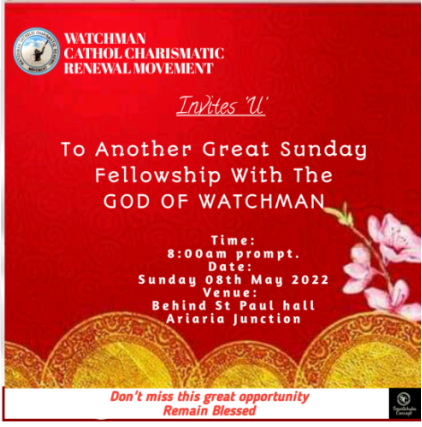 WATCHMAN
CATHOL CHARISMATIC
RENEWAL MOVEMENT
Invites 'U'
To Another Great Sunday
Fellowship With The
GOD OF WATCHMAN
Time:
8:00am prompt.
Date:
Sunday 08th May 2022
Venue:
Behind St Paul hall
Ariaria Junction
Don't miss this great opportunity
Remain Blessed